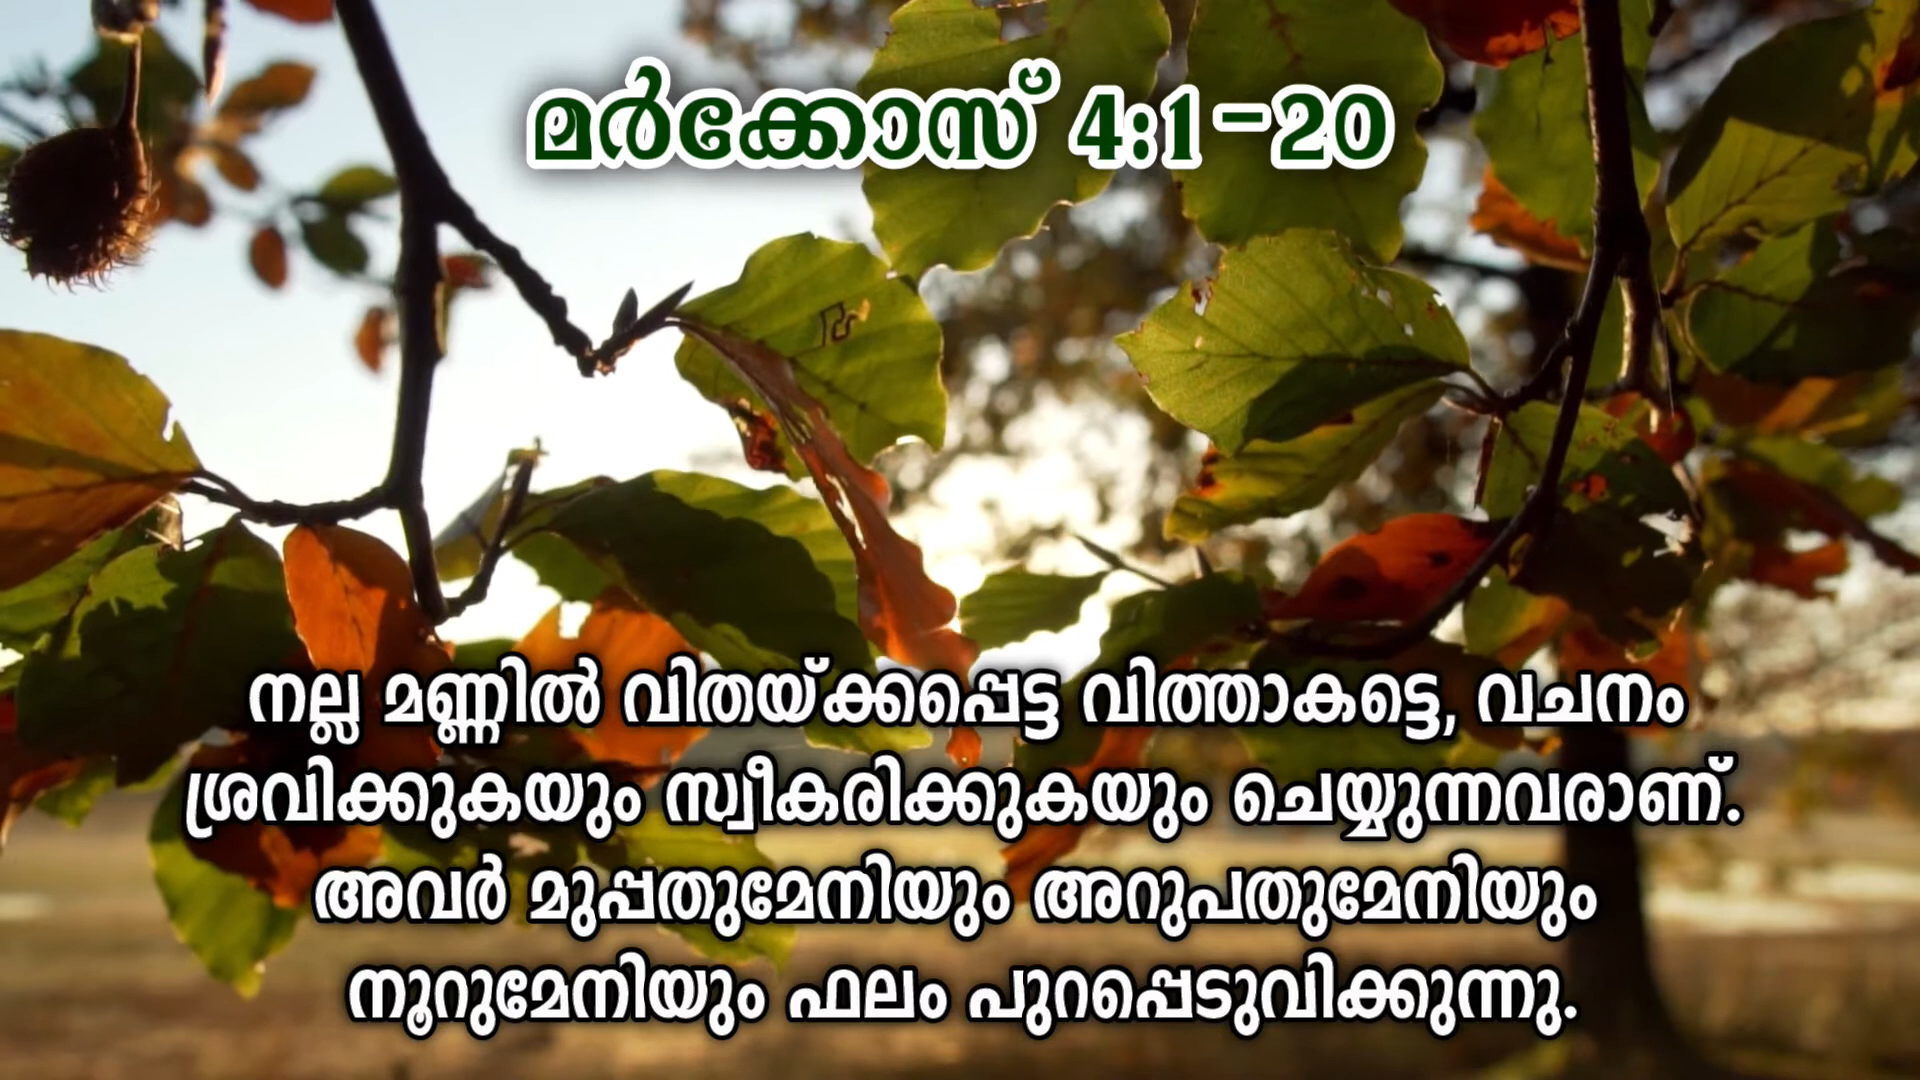 മർക്കോസ് 4:1-20
നല്ല മണ്ണിൽ വിതയ്ക്കപ്പെട്ട വിത്താകട്ടെ, വചനം
ശ്രവിക്കുകയും സ്വീകരിക്കുകയും ചെയ്യുന്നവരാണ്.
അവർ മുപ്പതുമേനിയും അറുപതുമേനിയും
നൂറുമേനിയും ഫലം പുറപ്പെടുവിക്കുന്നു.